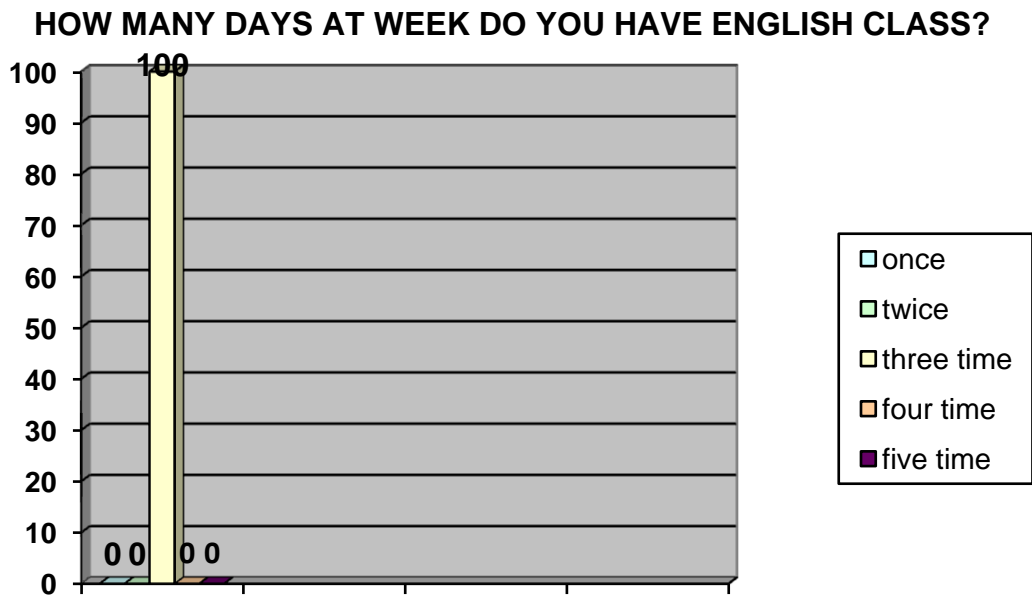 HOW MANY DAYS AT WEEK DO YOU HAVE ENGLISH CLASS?
100
100
90
80
70
60
50
40
30
20
10
0
0 0 0 0
once
twice
three time
four time
five time